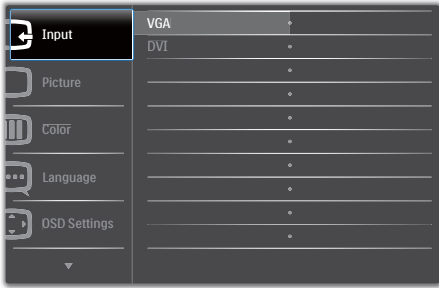 Input
VGA
DVI
Picture
Color
Language
OSD Settings